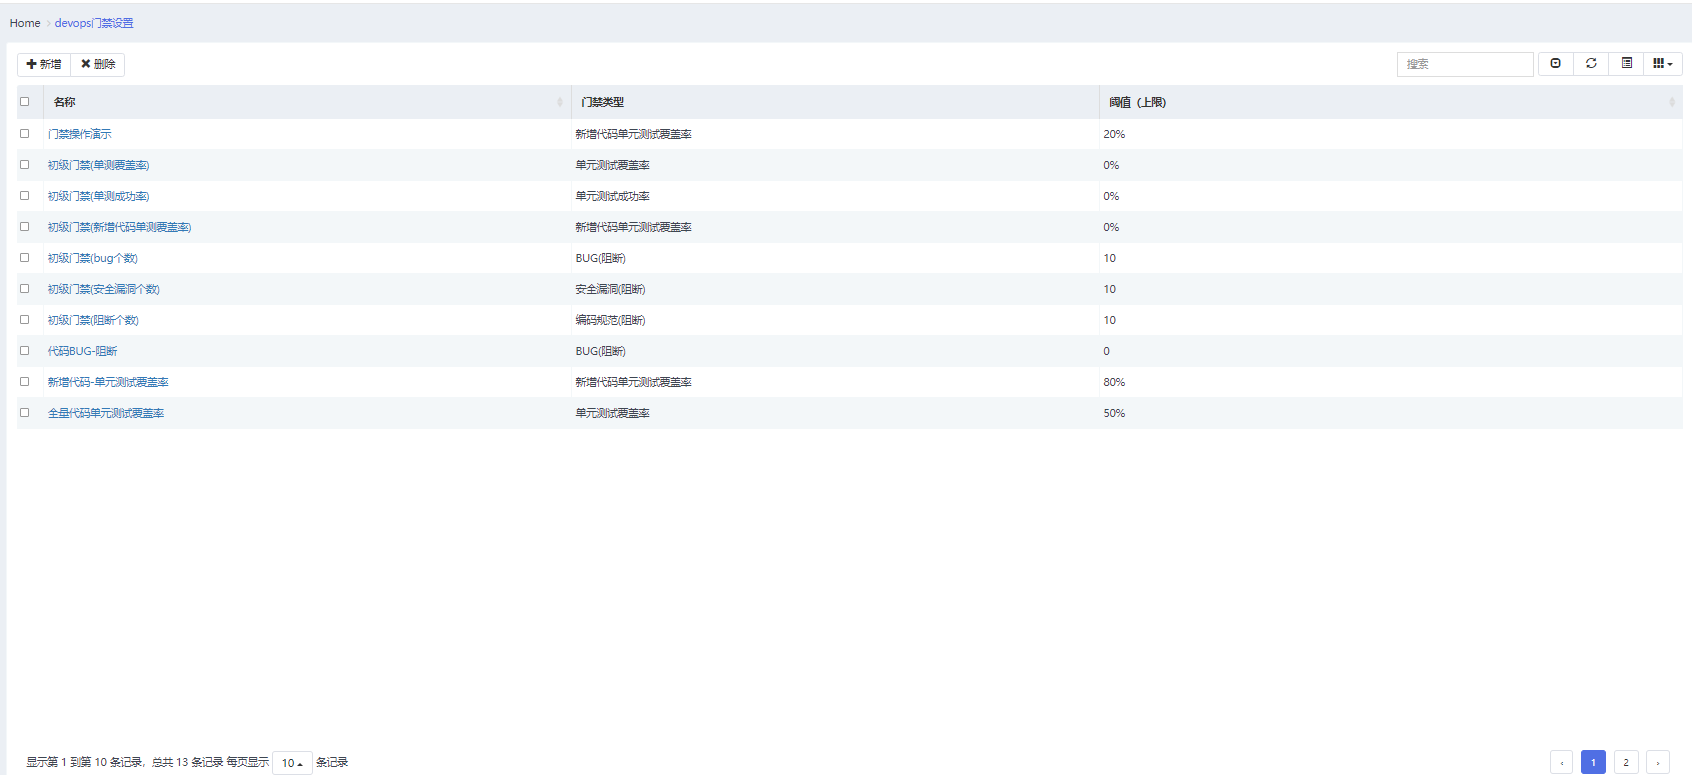 Home > devops门禁设置
新增 删除 搜索
名称 门禁类型 阈值（上限）
门禁操作演示 新增代码单元测试覆盖率 20%
初级门禁(单测覆盖率) 单元测试覆盖率 0%
初级门禁(单测成功率) 单元测试成功率 0%
初级门禁(新增代码单测覆盖率) 新增代码单元测试覆盖率 0%
初级门禁(bug个数) BUG(阻断) 10
初级门禁(安全漏洞个数) 安全漏洞(阻断) 10
初级门禁(阻断个数) 编码规范(阻断) 10
代码BUG-阻断 BUG(阻断) 0
新增代码-单元测试覆盖率 新增代码单元测试覆盖率 80%
全量代码单元测试覆盖率 单元测试覆盖率 50%
显示第 1 到第 10 条记录，总共 13 条记录 每页显示 10 条记录 ‹ 1 2 ›